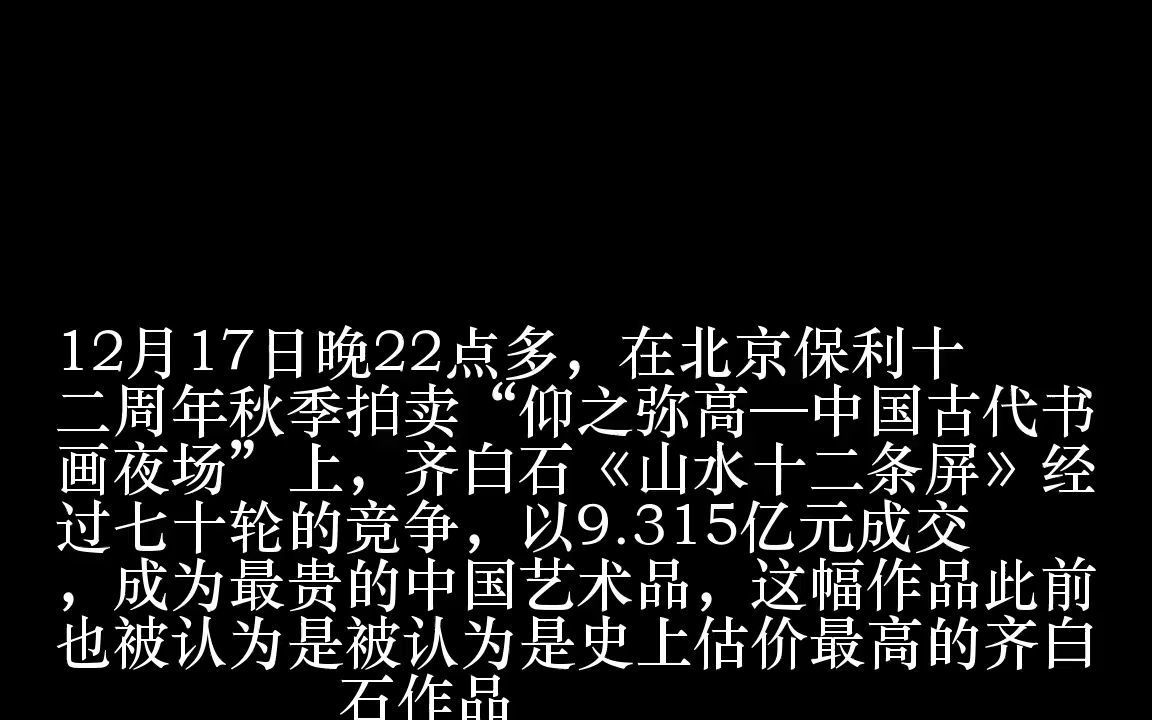 12月17日晚22点多，在北京保利十
二周年秋季拍卖“仰之弥高—中国古代书
画夜场”上，齐白石《山水十二条屏》经
过七十轮的竞争，以9.315亿元成交
，成为最贵的中国艺术品，这幅作品此前
也被认为是被认为是史上估价最高的齐白
石作品